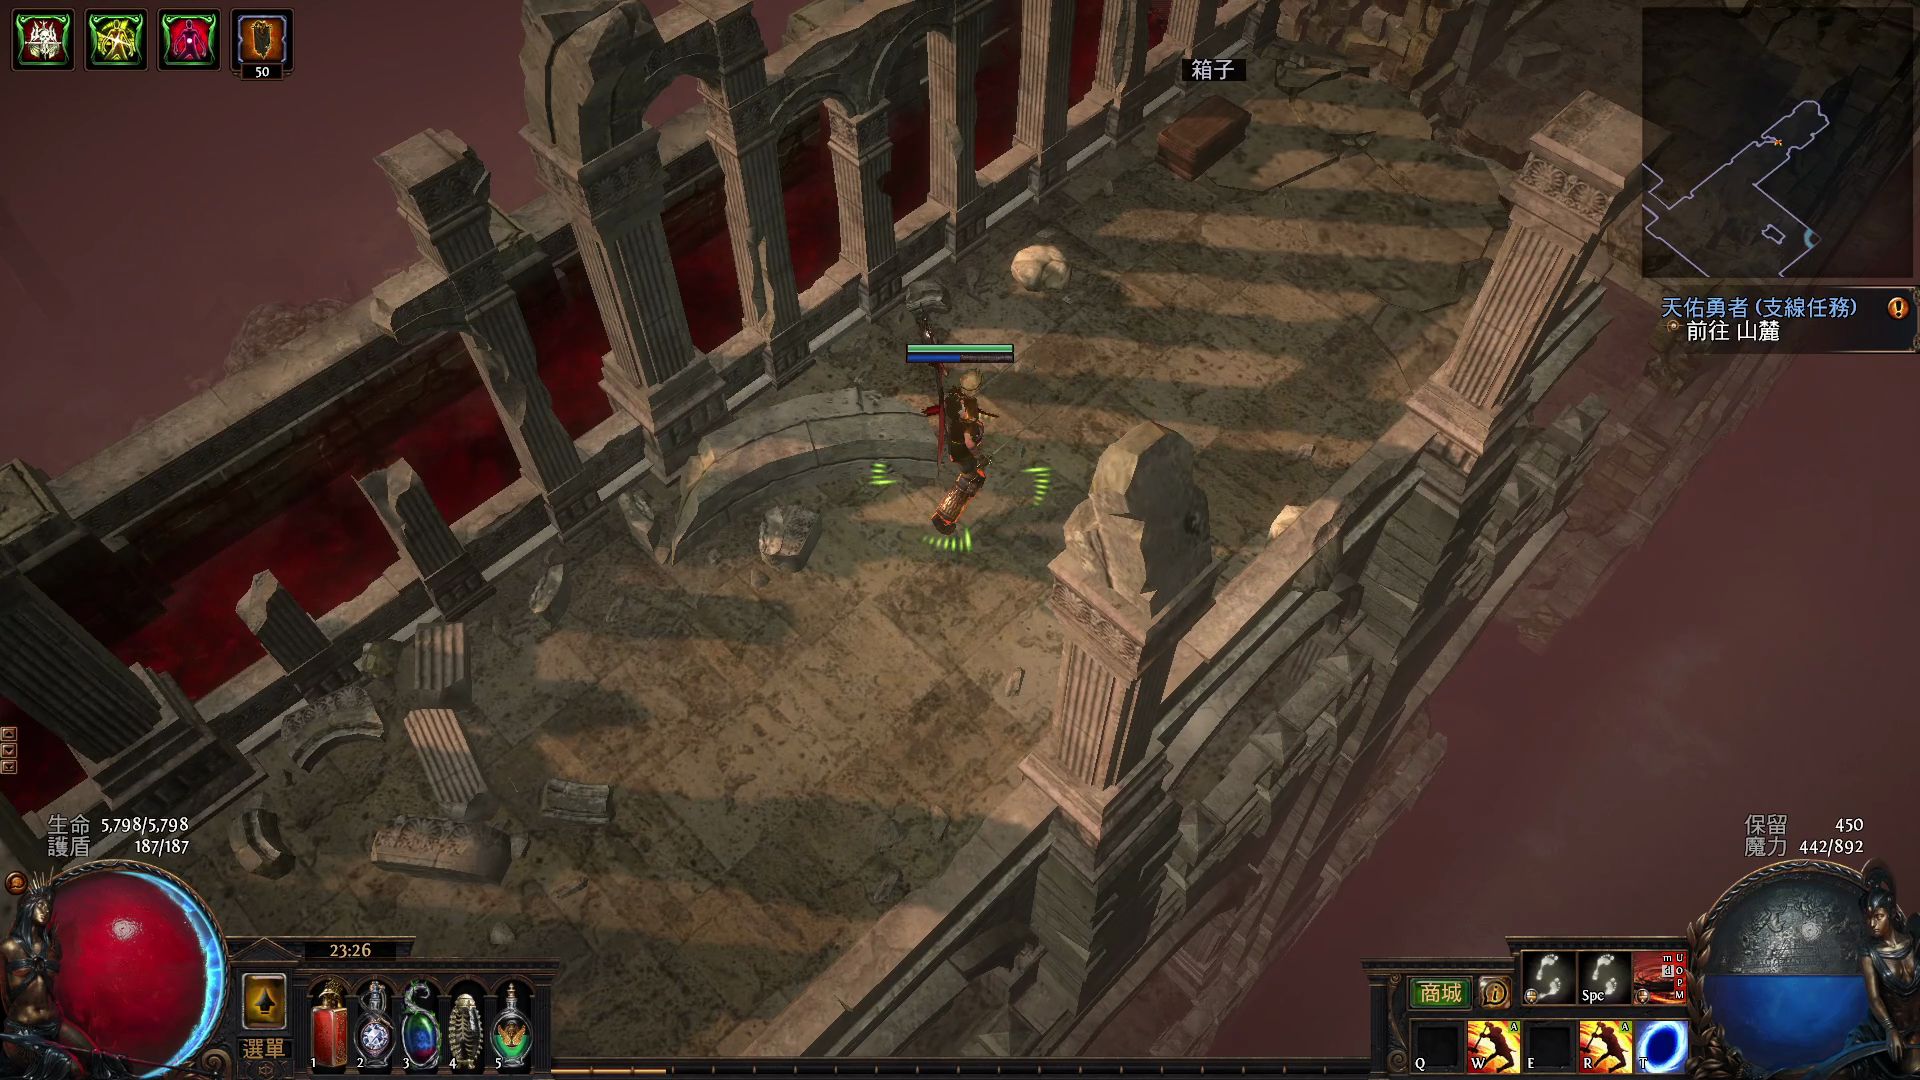 50
箱子
天佑勇者 (支線任務)
前往 山麓
生命 5,798/5,798
護盾 187/187
保留 450
魔力 442/892
23:26
選單
1
2
3
4
5
商城
Spc
Q
W
A
E
R
A
T